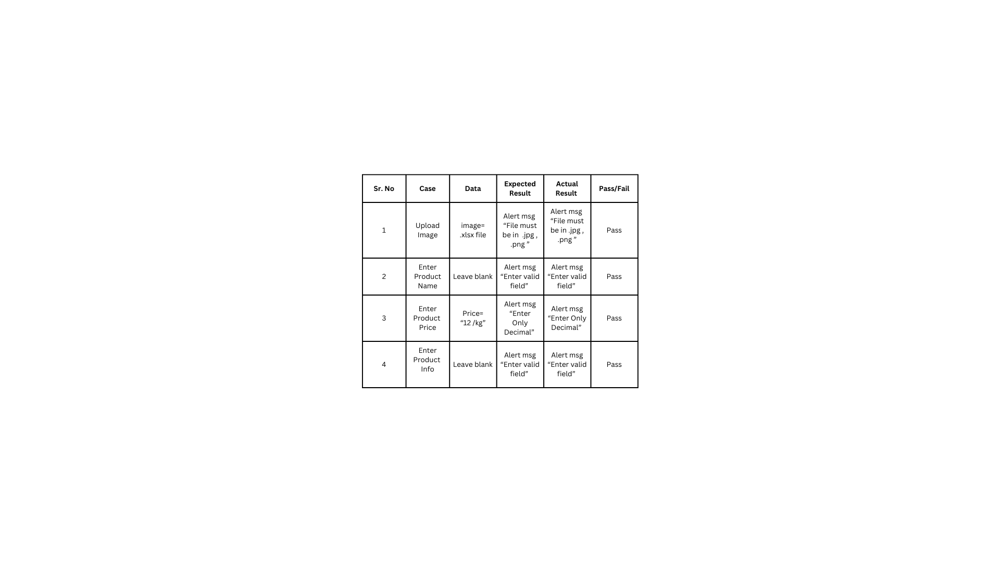 Sr. No
Case
Data
Expected
Result
Actual
Result
Pass/Fail
1
Upload
Image
image=
.xlsx file
Alert msg
“File must
be in  .jpg ,
.png ”
Alert msg
“File must
be in .jpg ,
.png ”
Pass
2
Enter
Product
Name
Leave blank
Alert msg
“Enter valid
field”
Alert msg
“Enter valid
field”
Pass
3
Enter
Product
Price
Price=
“12 /kg”
Alert msg
“Enter
Only
Decimal”
Alert msg
“Enter Only
Decimal”
Pass
4
Enter
Product
Info
Leave blank
Alert msg
“Enter valid
field”
Alert msg
“Enter valid
field”
Pass